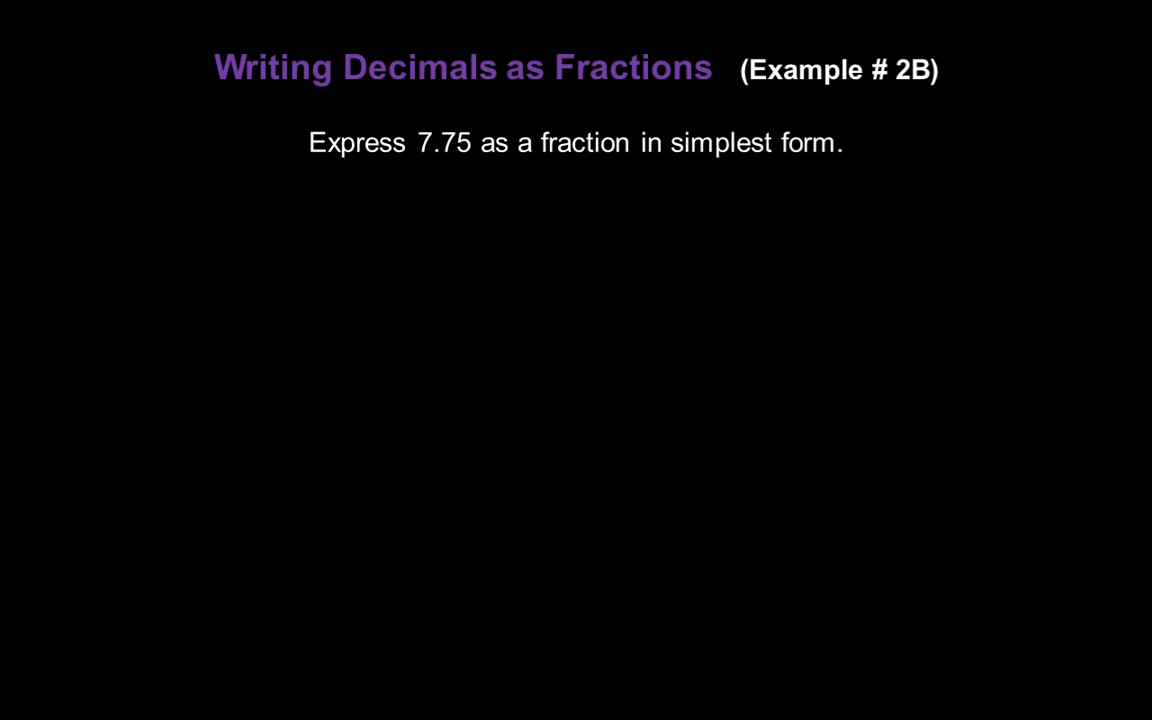 Writing Decimals as Fractions (Example # 2B)
Express 7.75 as a fraction in simplest form.